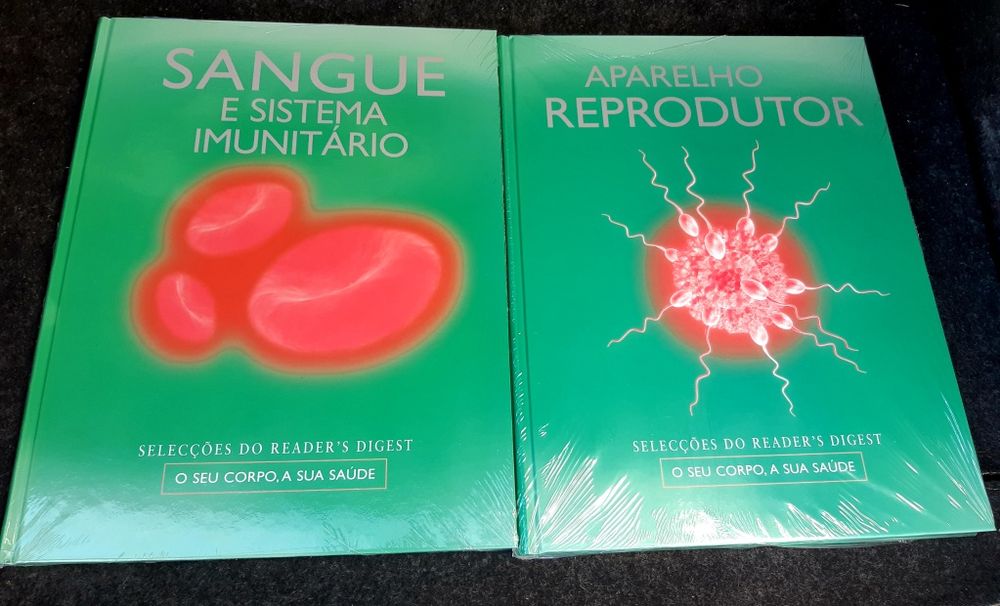 SANGUE
E SISTEMA
IMUNITÁRIO
SELECÇÕES DO READER'S DIGEST
O SEU CORPO, A SUA SAÚDE
APARELHO
REPRODUTOR
SELECÇÕES DO READER'S DIGEST
O SEU CORPO, A SUA SAÚDE